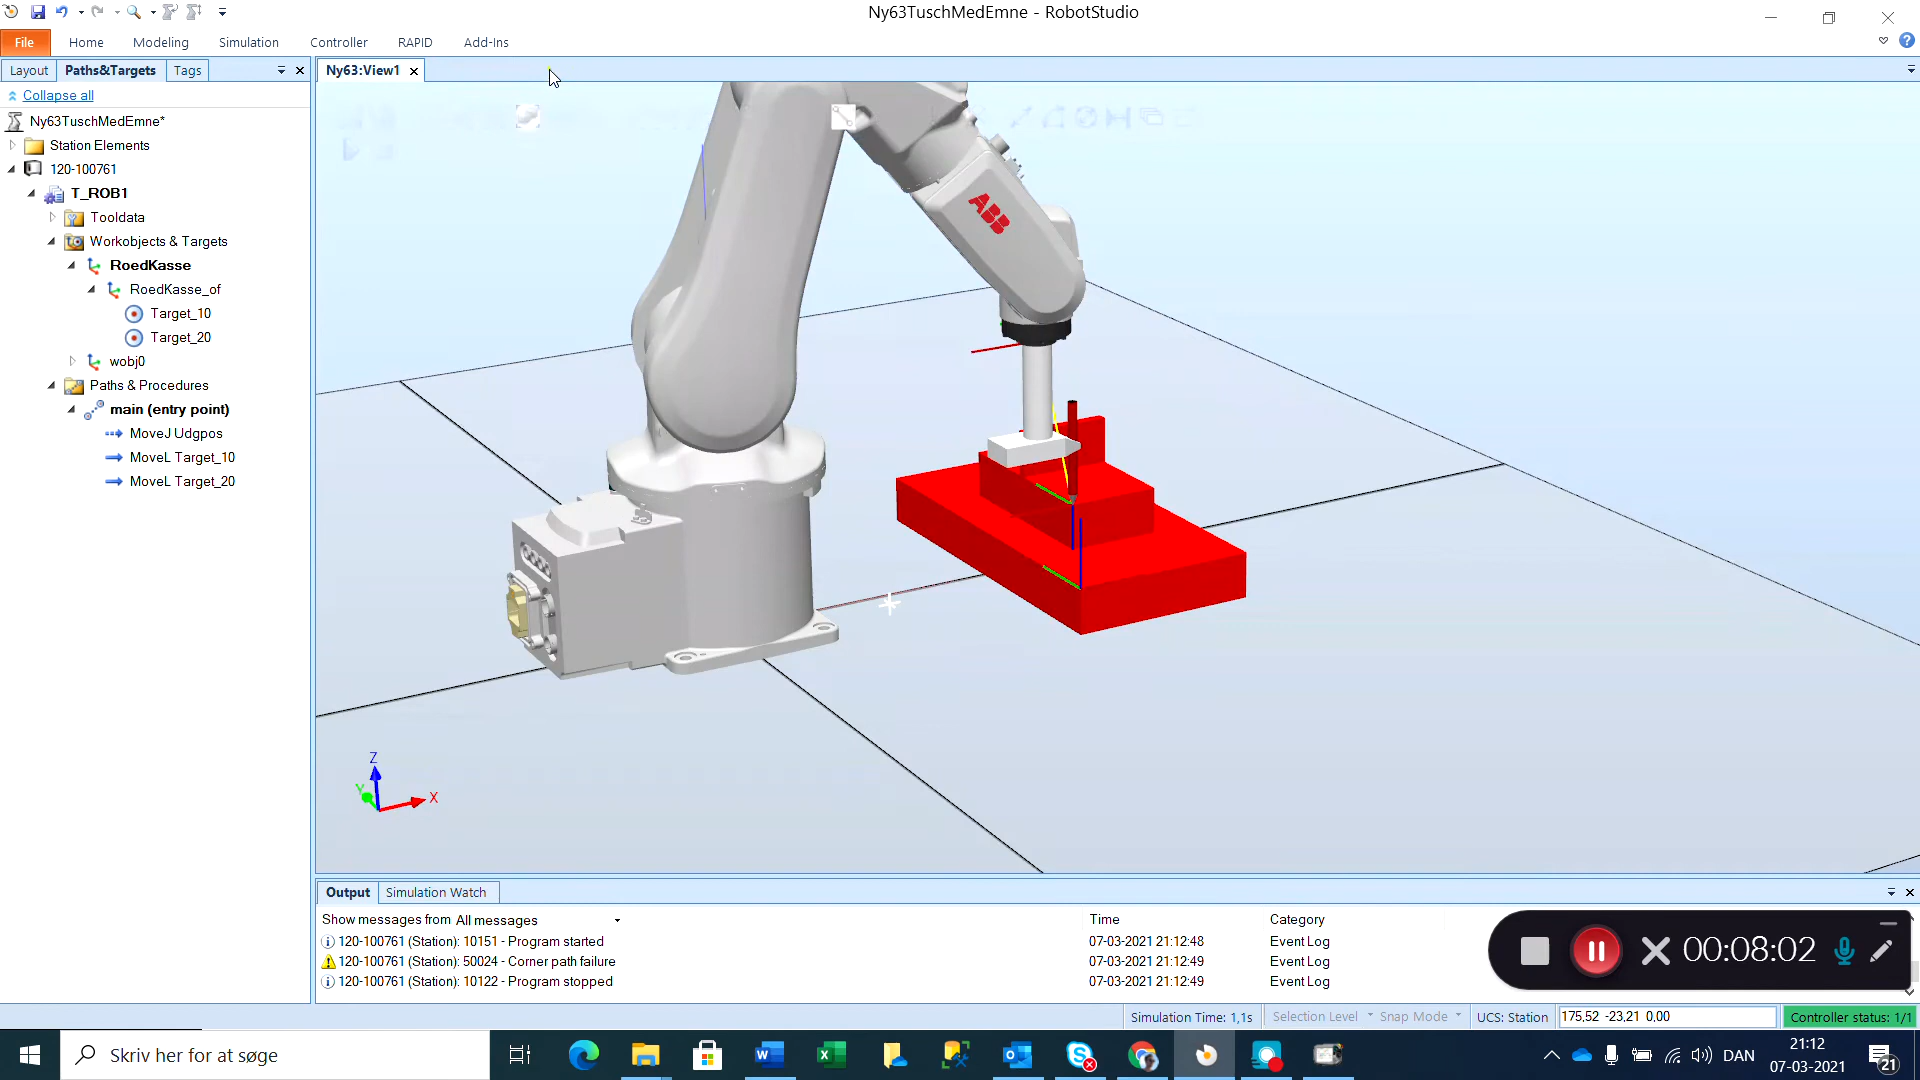 Ny63TuschMedEmne - RobotStudio
File Home Modeling Simulation Controller RAPID Add-Ins
Layout Paths&Targets Tags
Ny63:View1
Collapse all
Ny63TuschMedEmne*
Station Elements
120-100761
T_ROB1
Tooldata
Workobjects & Targets
RoedKasse
RoedKasse_of
Target_10
Target_20
wobj0
Paths & Procedures
main (entry point)
MoveJ Udgpos
MoveL Target_10
MoveL Target_20
ABB
Z
Y
X
Output Simulation Watch
Show messages from All messages Time Category
120-100761 (Station): 10151 - Program started 07-03-2021 21:12:48 Event Log
120-100761 (Station): 50024 - Corner path failure 07-03-2021 21:12:49 Event Log
120-100761 (Station): 10122 - Program stopped 07-03-2021 21:12:49 Event Log
00:08:02
Simulation Time: 1,1s Selection Level Snap Mode UCS: Station 175,52 -23,21 0,00 Controller status: 1/1
Skriv her for at søge
DAN
21:12
07-03-2021
21